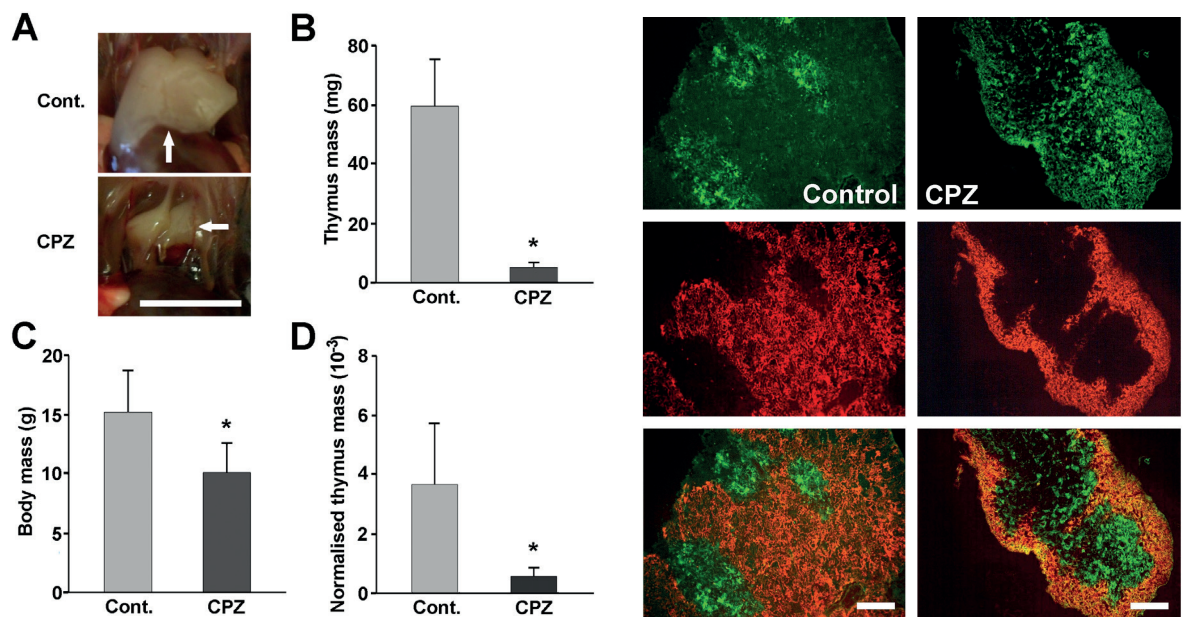 A
Cont.
CPZ
B
Thymus mass (mg)
80
60
40
20
0
*
Cont.
CPZ
C
Body mass (g)
20
15
10
5
0
*
Cont.
CPZ
D
Normalised thymus mass (10-3)
8
6
4
2
0
*
Cont.
CPZ
Control
CPZ